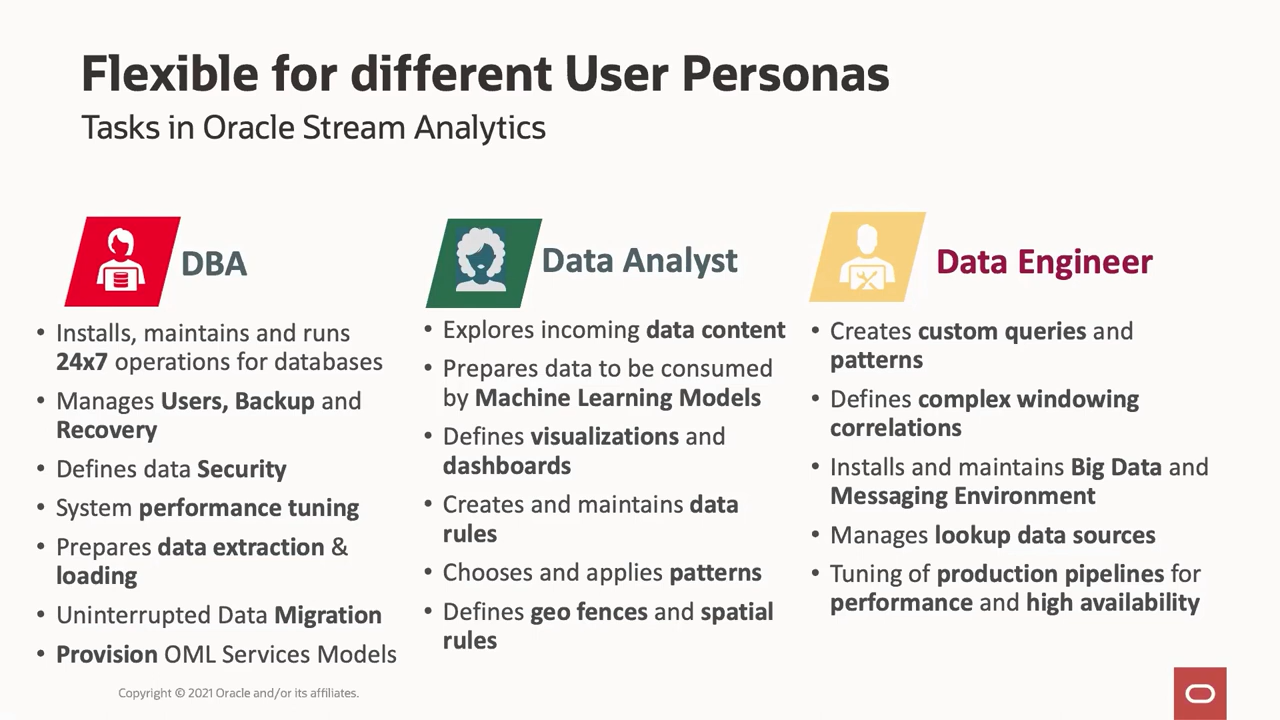 Flexible for different User Personas
Tasks in Oracle Stream Analytics
DBA
• Installs, maintains and runs
24x7 operations for databases
• Manages Users, Backup and
Recovery
• Defines data Security
• System performance tuning
• Prepares data extraction &
loading
• Uninterrupted Data Migration
• Provision OML Services Models
Data Analyst
• Explores incoming data content
• Prepares data to be consumed
by Machine Learning Models
• Defines visualizations and
dashboards
• Creates and maintains data
rules
• Chooses and applies patterns
• Defines geo fences and spatial
rules
Data Engineer
• Creates custom queries and
patterns
• Defines complex windowing
correlations
• Installs and maintains Big Data and
Messaging Environment
• Manages lookup data sources
• Tuning of production pipelines for
performance and high availability
Copyright © 2021 Oracle and/or its affiliates.